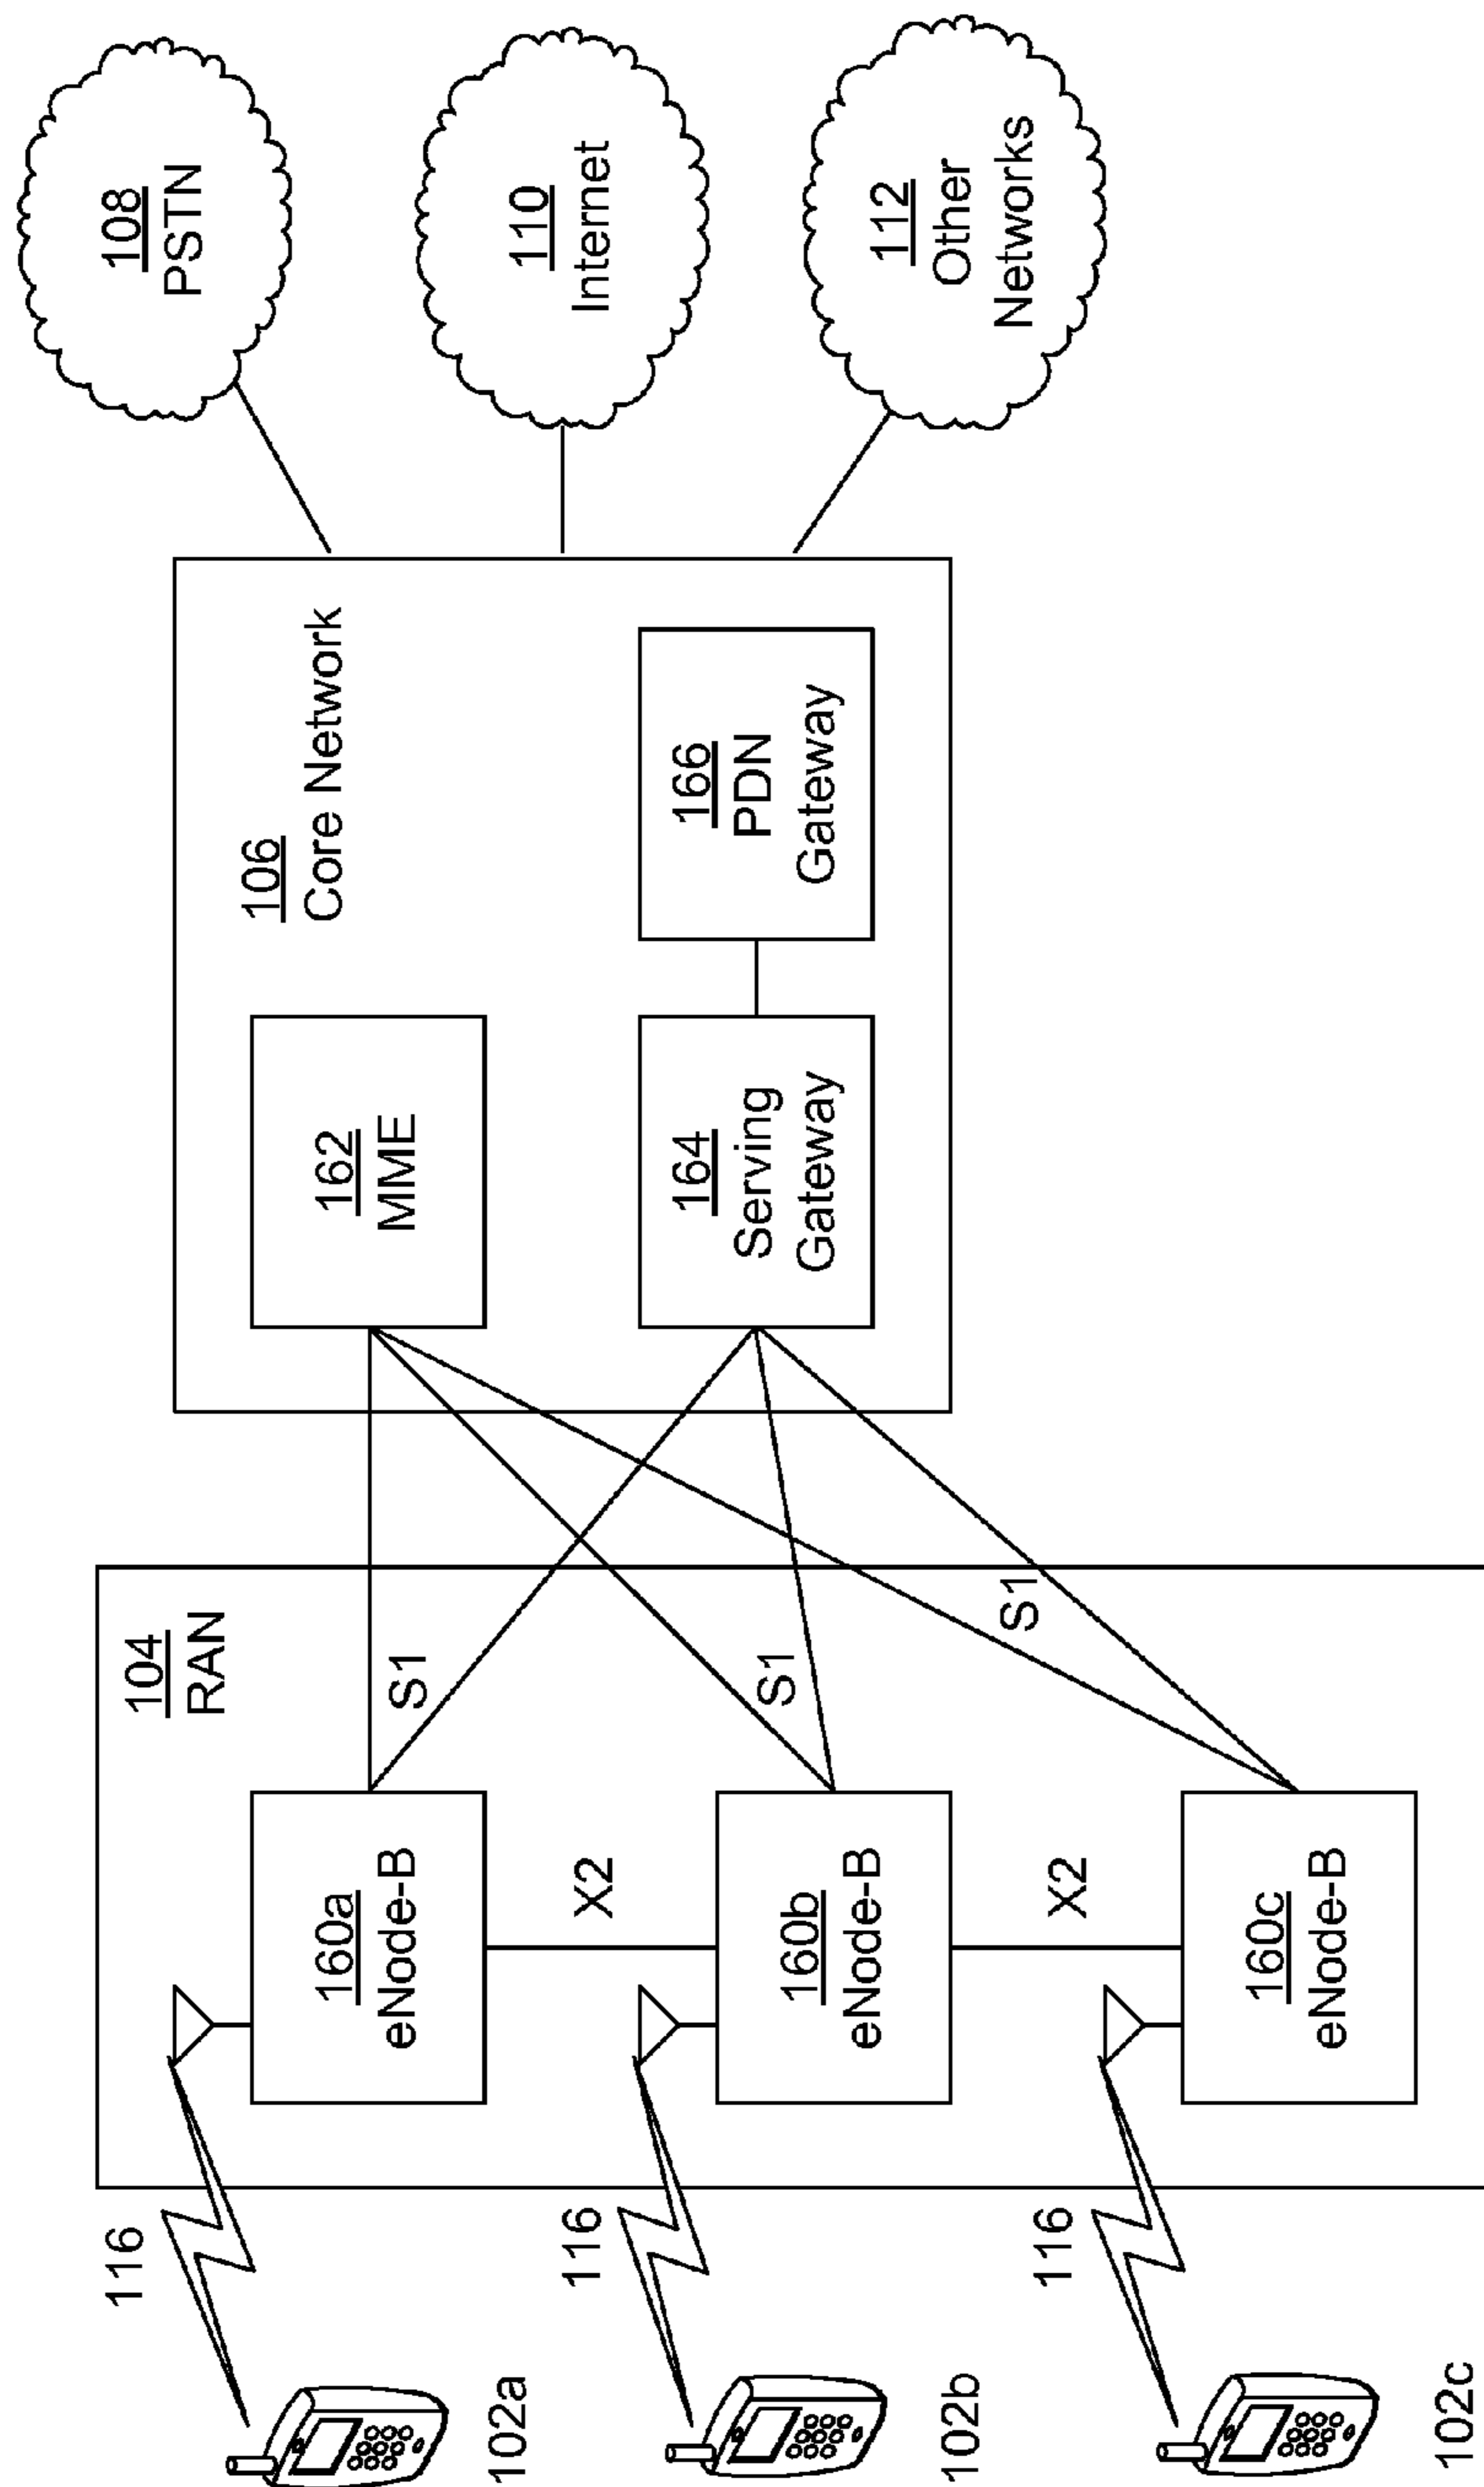 104
RAN
116
102a
160a
eNode-B
S1
X2
116
102b
160b
eNode-B
S1
X2
116
102c
160c
eNode-B
S1
106
Core Network
162
MME
164
Serving
Gateway
166
PDN
Gateway
108
PSTN
110
Internet
112
Other
Networks